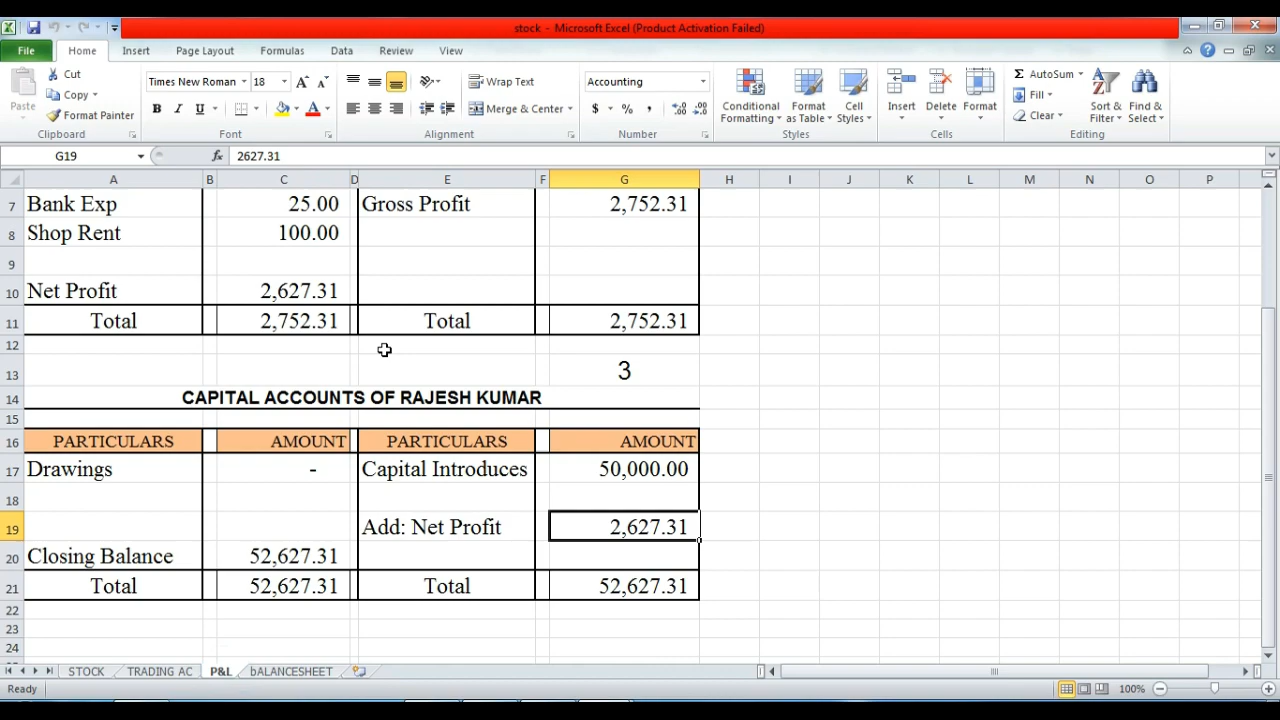 stock - Microsoft Excel (Product Activation Failed)
File Home Insert Page Layout Formulas Data Review View
Paste
Cut
Copy
Format Painter
Clipboard
Times New Roman 18
B I U
Font
Wrap Text
Merge & Center
Alignment
Accounting
$ % ,
Number
Conditional Formatting
Format as Table
Cell Styles
Styles
Insert Delete Format
Cells
AutoSum
Fill
Clear
Sort & Filter
Find & Select
Editing
G19 fx 2627.31
A B C D E F G H I J K L M N O P
7 Bank Exp 25.00 Gross Profit 2,752.31
8 Shop Rent 100.00
9
10 Net Profit 2,627.31
11 Total 2,752.31 Total 2,752.31
12
13 3
14 CAPITAL ACCOUNTS OF RAJESH KUMAR
15
16 PARTICULARS AMOUNT PARTICULARS AMOUNT
17 Drawings - Capital Introduces 50,000.00
18
19 Add: Net Profit 2,627.31
20 Closing Balance 52,627.31
21 Total 52,627.31 Total 52,627.31
22
23
24
STOCK TRADING AC P&L bALANCESHEET
Ready 100%